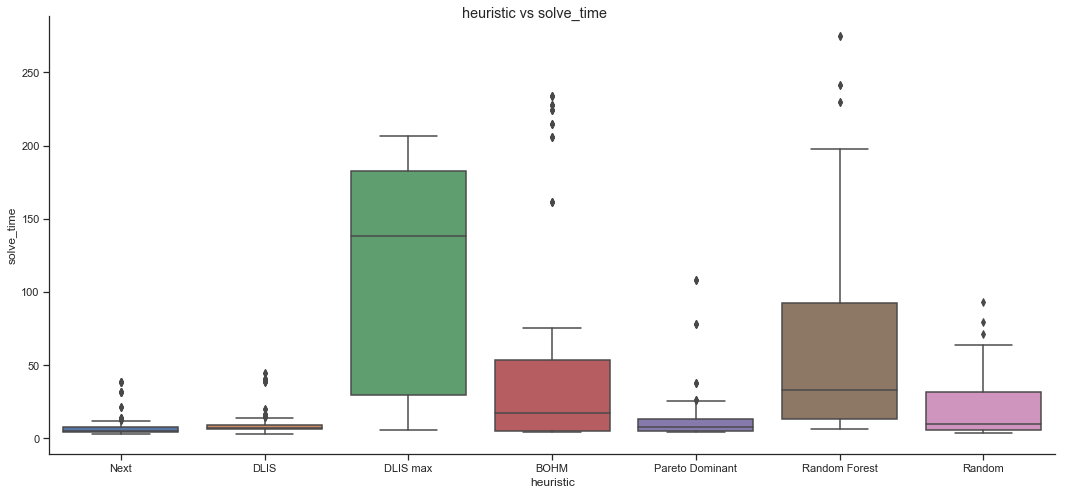 heuristic vs solve_time
solve_time
250
200
150
100
50
0
Next DLIS DLIS max BOHM Pareto Dominant Random Forest Random
heuristic